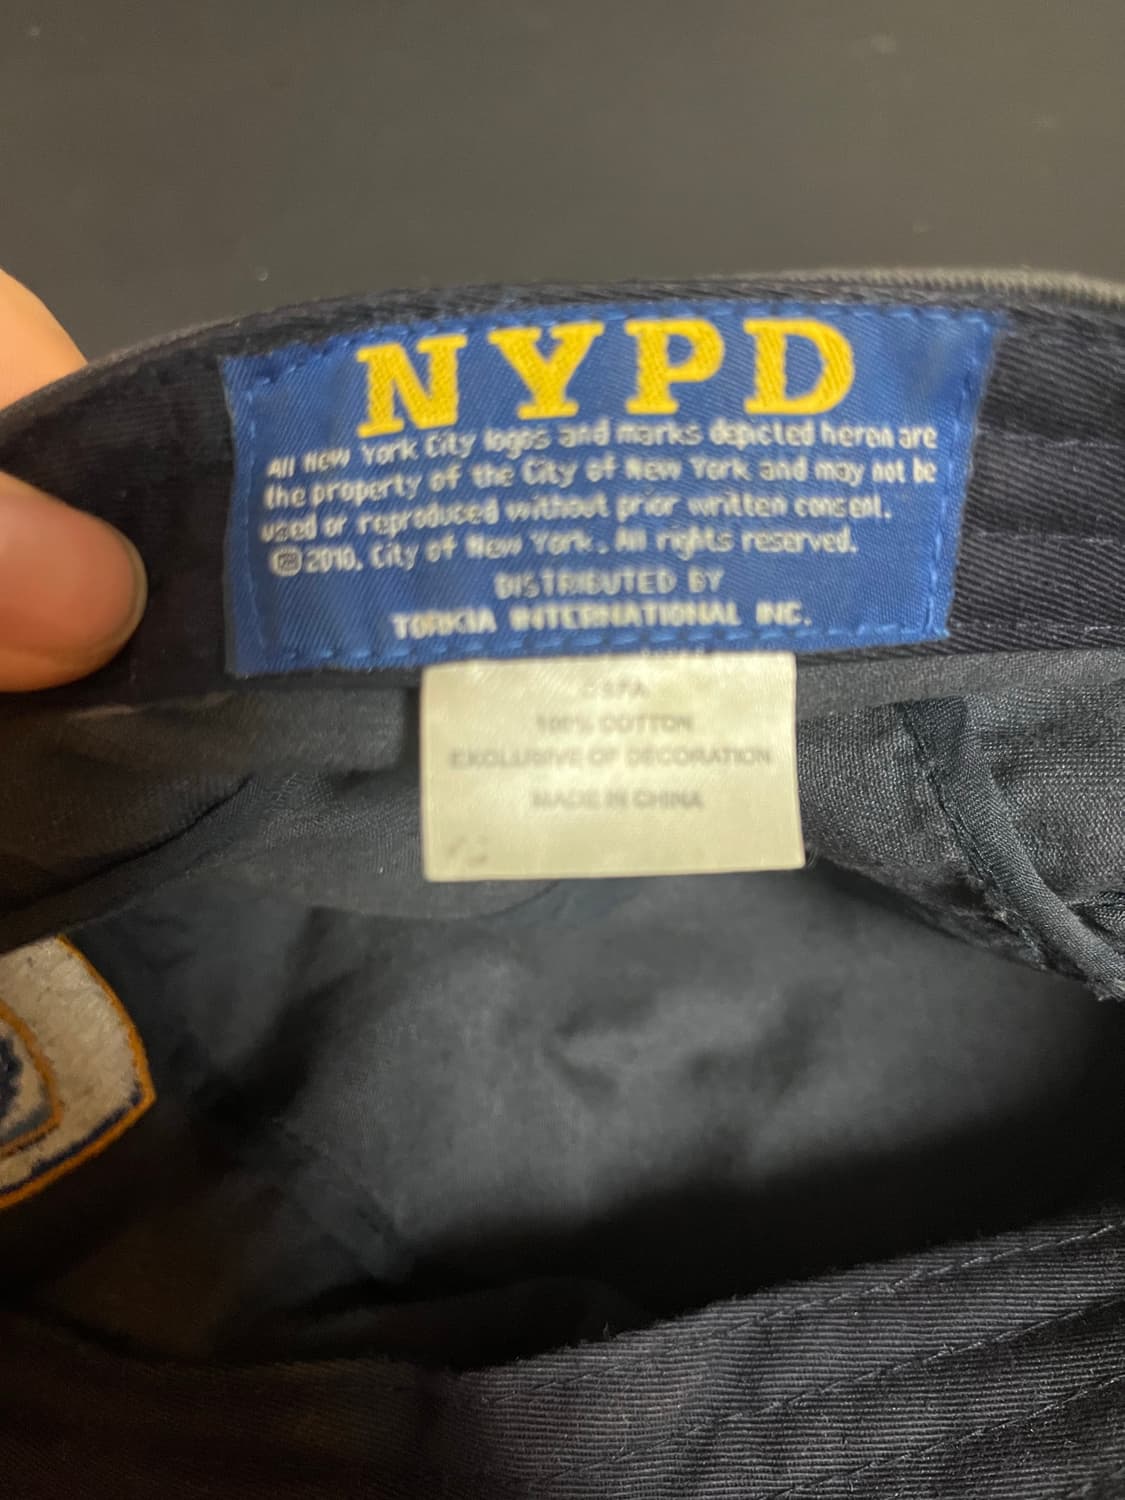 NYPD
All New York City logos and marks depicted heren are
the property of the City of New York and may not be
used or reproduced without prior written consent.
© 2010, City of New York. All rights reserved.
DISTRIBUTED BY
TORKIA INTERNATIONAL INC.
100% COTTON
EXCLUSIVE OF DECORATION
MADE IN CHINA